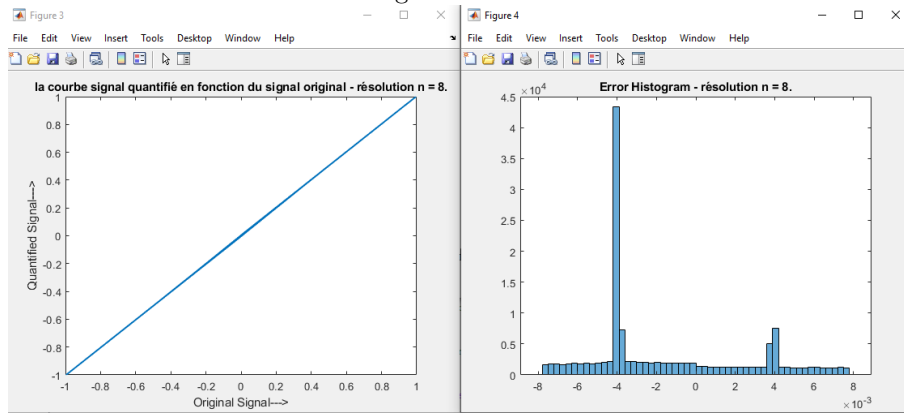 Figure 3
File Edit View Insert Tools Desktop Window Help
la courbe signal quantifié en fonction du signal original - résolution n = 8.
1
0.8
0.6
0.4
0.2
0
-0.2
-0.4
-0.6
-0.8
-1
Quantified Signal--->
-1 -0.8 -0.6 -0.4 -0.2 0 0.2 0.4 0.6 0.8 1
Original Signal--->
Figure 4
File Edit View Insert Tools Desktop Window Help
Error Histogram - résolution n = 8.
×10⁴
4.5
4
3.5
3
2.5
2
1.5
1
0.5
0
-8 -6 -4 -2 0 2 4 6 8
×10⁻³